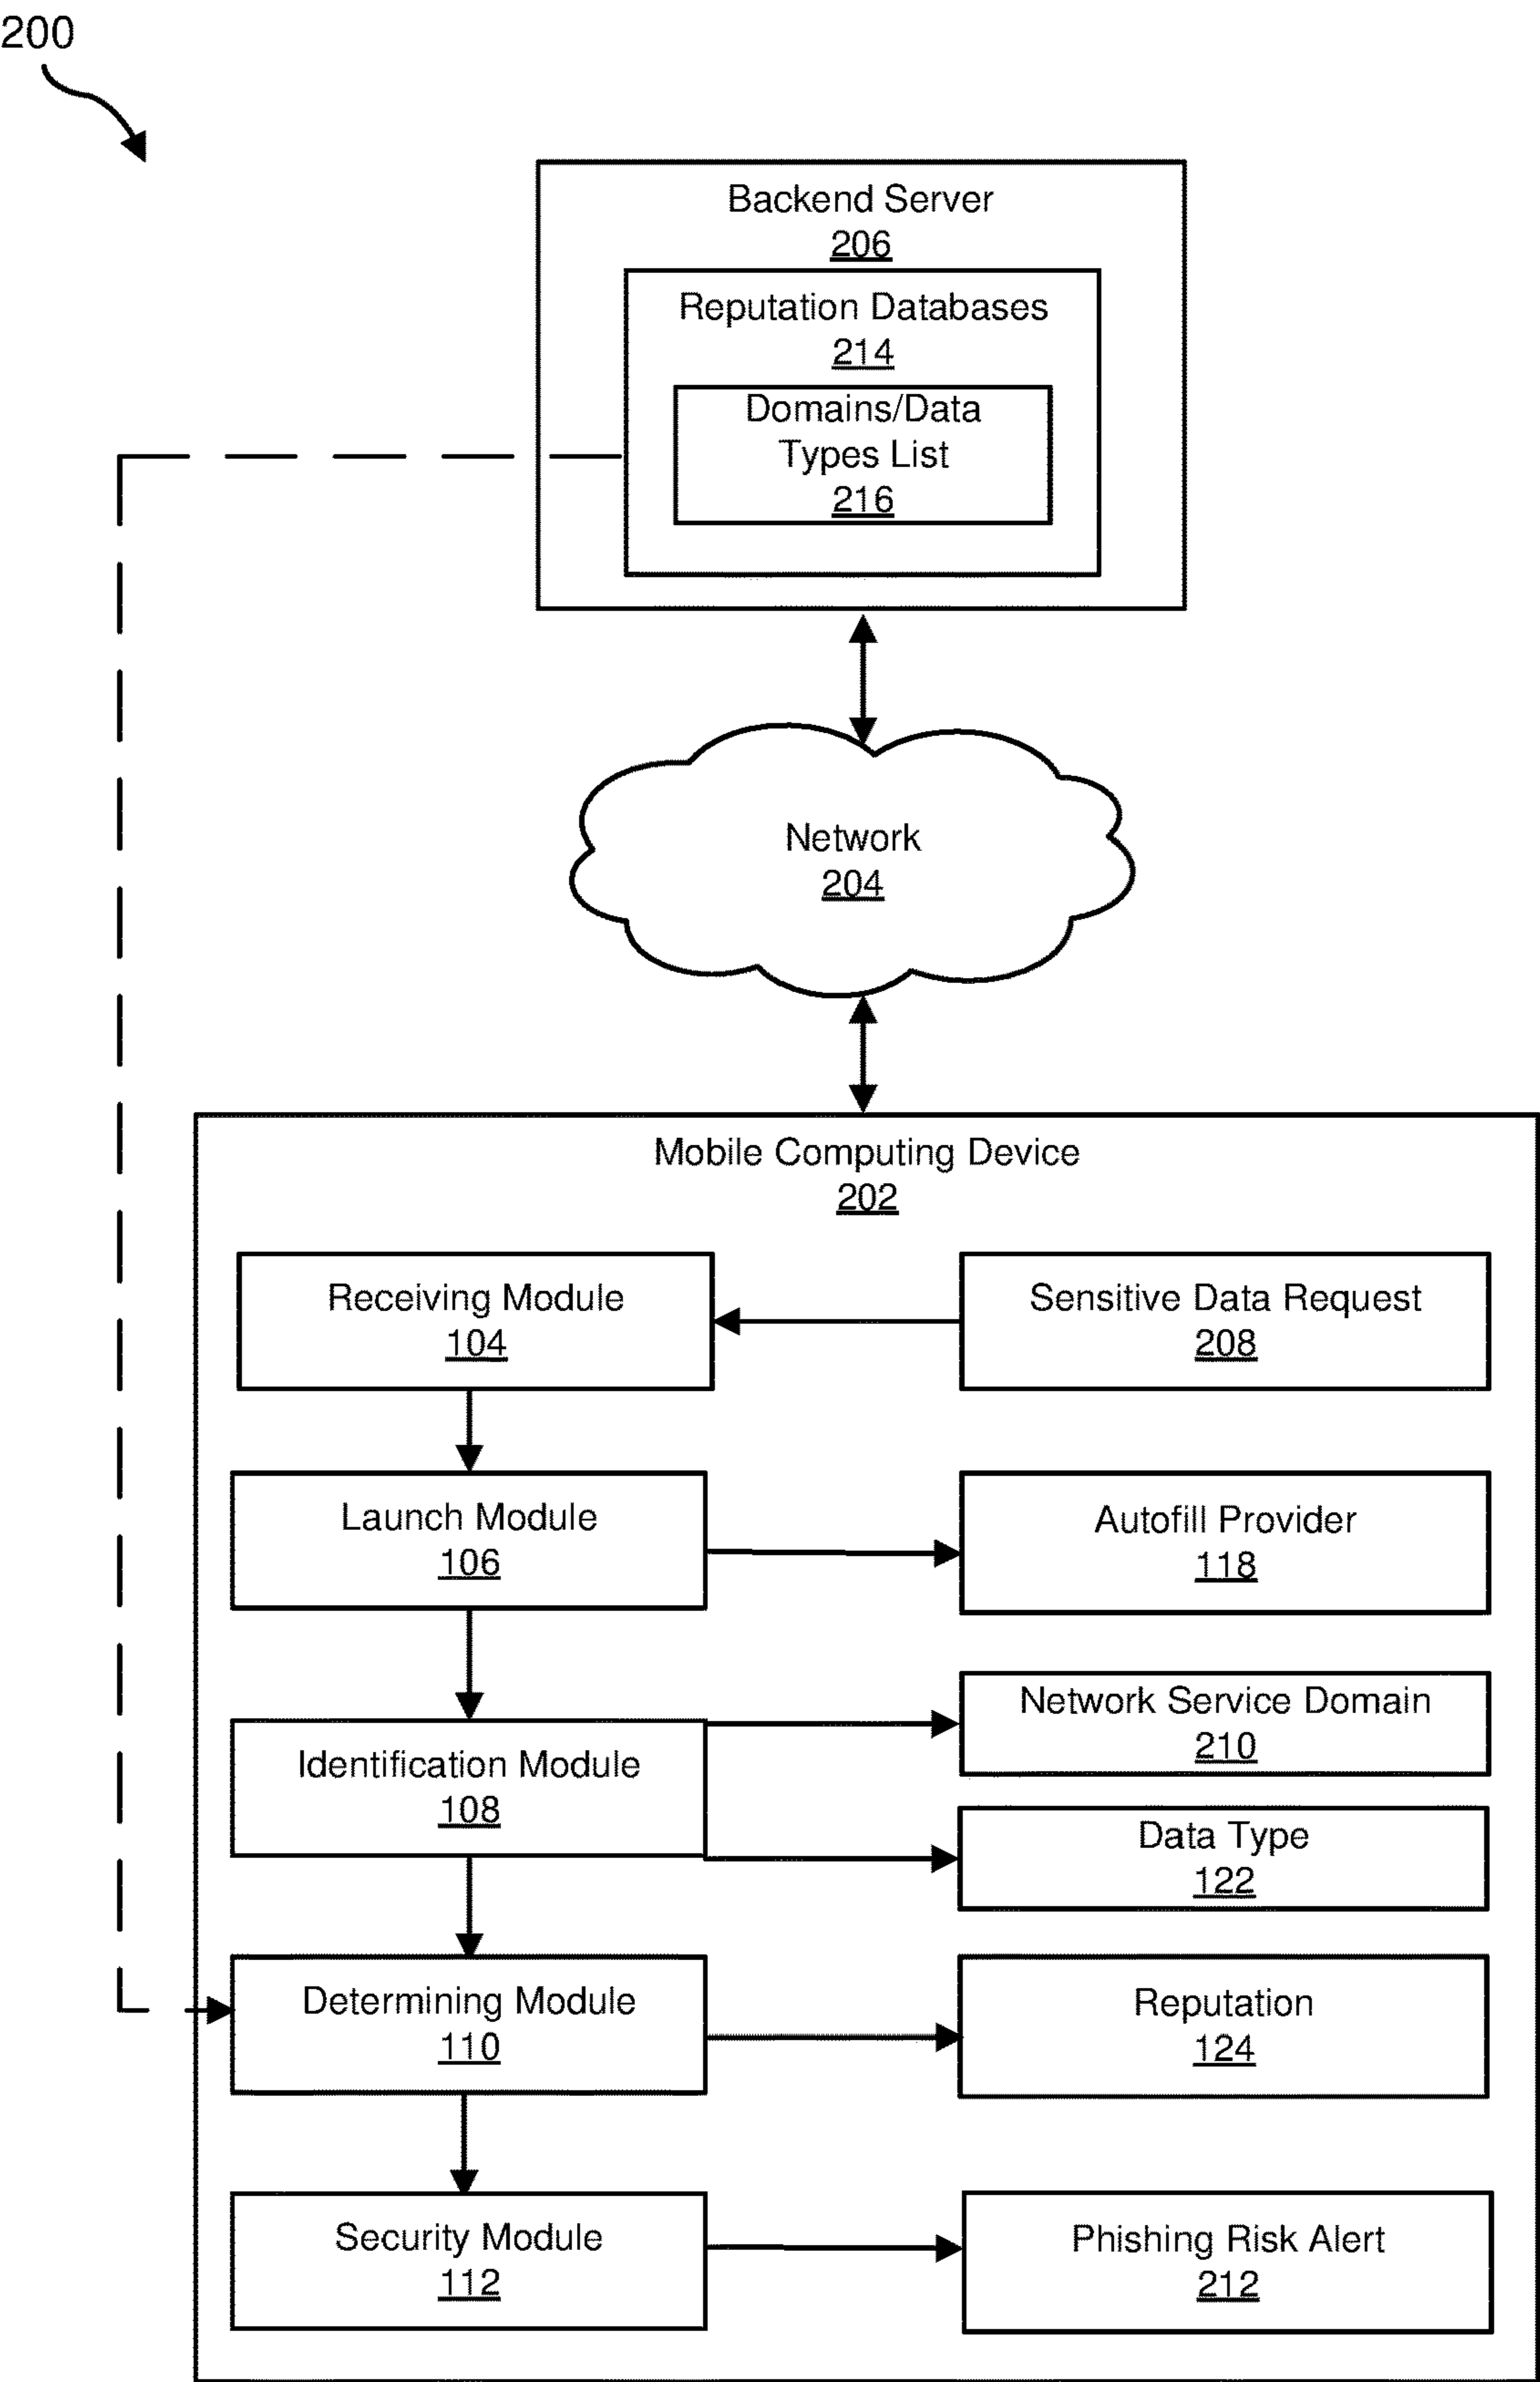 200
Backend Server
206
Reputation Databases
214
Domains/Data
Types List
216
Network
204
Mobile Computing Device
202
Receiving Module
104
Sensitive Data Request
208
Launch Module
106
Autofill Provider
118
Identification Module
108
Network Service Domain
210
Data Type
122
Determining Module
110
Reputation
124
Security Module
112
Phishing Risk Alert
212